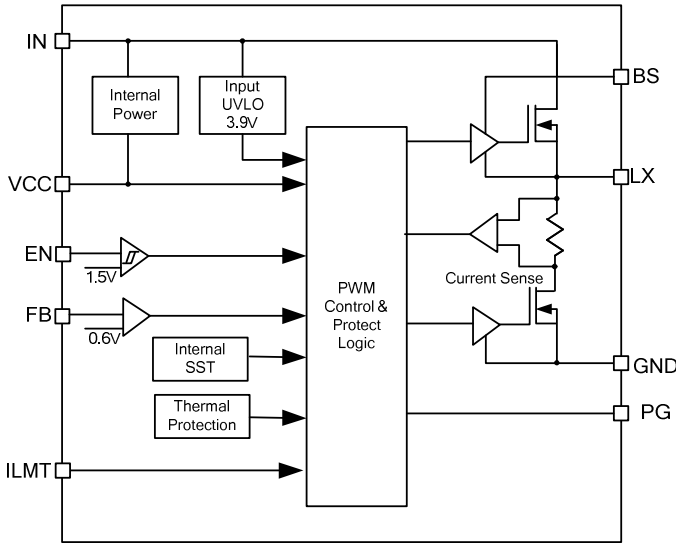 IN
BS
Internal
Power
Input
UVLO
3.9V
VCC
LX
EN
1.5V
PWM
Control &
Protect
Logic
Current Sense
FB
0.6V
Internal
SST
GND
Thermal
Protection
PG
ILMT